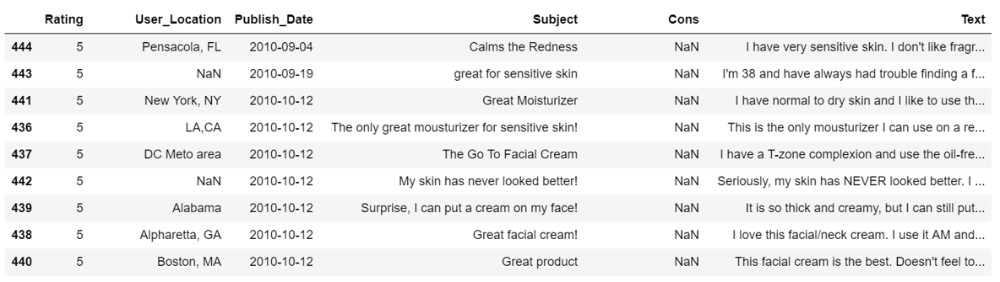 Rating User_Location Publish_Date Subject Cons Text
444 5 Pensacola, FL 2010-09-04 Calms the Redness NaN I have very sensitive skin. I don't like fragr...
443 5 NaN 2010-09-19 great for sensitive skin NaN I'm 38 and have always had trouble finding a f...
441 5 New York, NY 2010-10-12 Great Moisturizer NaN I have normal to dry skin and I like to use th...
436 5 LA,CA 2010-10-12 The only great mousturizer for sensitive skin! NaN This is the only mousturizer I can use on a re...
437 5 DC Meto area 2010-10-12 The Go To Facial Cream NaN I have a T-zone complexion and use the oil-fre...
442 5 NaN 2010-10-12 My skin has never looked better! NaN Seriously, my skin has NEVER looked better. I ...
439 5 Alabama 2010-10-12 Surprise, I can put a cream on my face! NaN It is so thick and creamy, but I can still put...
438 5 Alpharetta, GA 2010-10-12 Great facial cream! NaN I love this facial/neck cream. I use it AM and...
440 5 Boston, MA 2010-10-12 Great product NaN This facial cream is the best. Doesn't feel to...